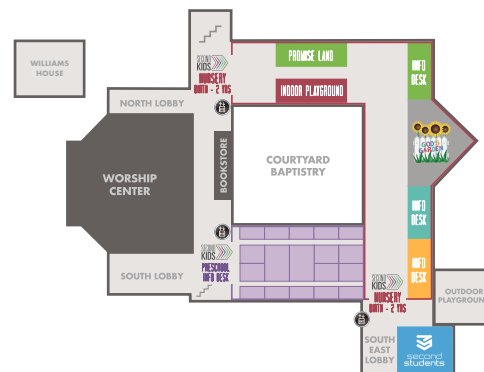 WILLIAMS
HOUSE
SECOND
KIDS
NURSERY
BIRTH - 2 YRS
PROMISE LAND
INDOOR PLAYGROUND
INFO
DESK
NORTH LOBBY
WORSHIP
CENTER
BOOKSTORE
COURTYARD
BAPTISTRY
GOD'S
GARDEN
INFO
DESK
SECOND
KIDS
PRESCHOOL
INFO DESK
SOUTH LOBBY
INFO
DESK
SECOND
KIDS
NURSERY
BIRTH - 2 YRS
OUTDOOR
PLAYGROUND
SOUTH
EAST
LOBBY
second
students